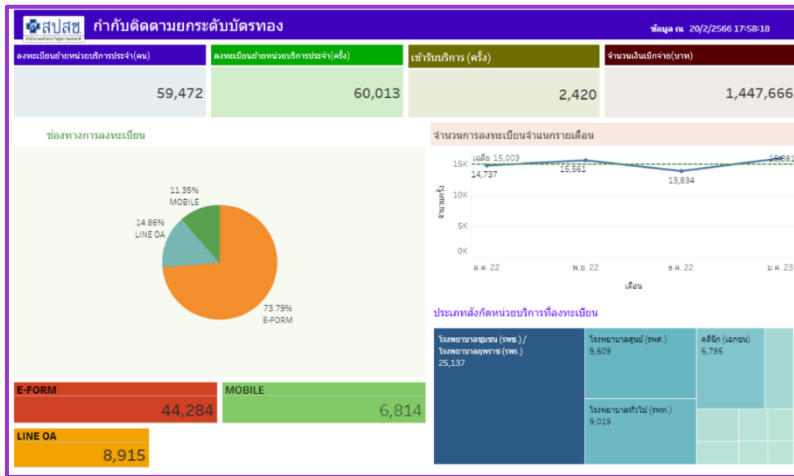 สปสช.
กำกับติดตามยกระดับบัตรทอง
ข้อมูล ณ 20/2/2566 17:58:18
ลงทะเบียนย้ายหน่วยบริการประจำ(คน)
59,472
ลงทะเบียนย้ายหน่วยบริการประจำ(ครั้ง)
60,013
เข้ารับบริการ (ครั้ง)
2,420
จำนวนเงินเบิกจ่าย(บาท)
1,447,666
ช่องทางการลงทะเบียน
11.35%
MOBILE
14.86%
LINE OA
73.79%
E-FORM
E-FORM
44,284
MOBILE
6,814
LINE OA
8,915
จำนวนการลงทะเบียนจำแนกรายเดือน
จำนวนครั้ง
15K
10K
5K
0K
เฉลี่ย 15,003
14,737
15,561
13,834
ต.ค. 22
พ.ย. 22
ธ.ค. 22
ม.ค. 23
เดือน
ประเภทสังกัดหน่วยบริการที่ลงทะเบียน
โรงพยาบาลชุมชน (รพช.) /
โรงพยาบาลยุพราช (รพร.)
25,137
โรงพยาบาลศูนย์ (รพศ.)
9,609
คลินิก (เอกชน)
6,795
โรงพยาบาลทั่วไป (รพท.)
9,019